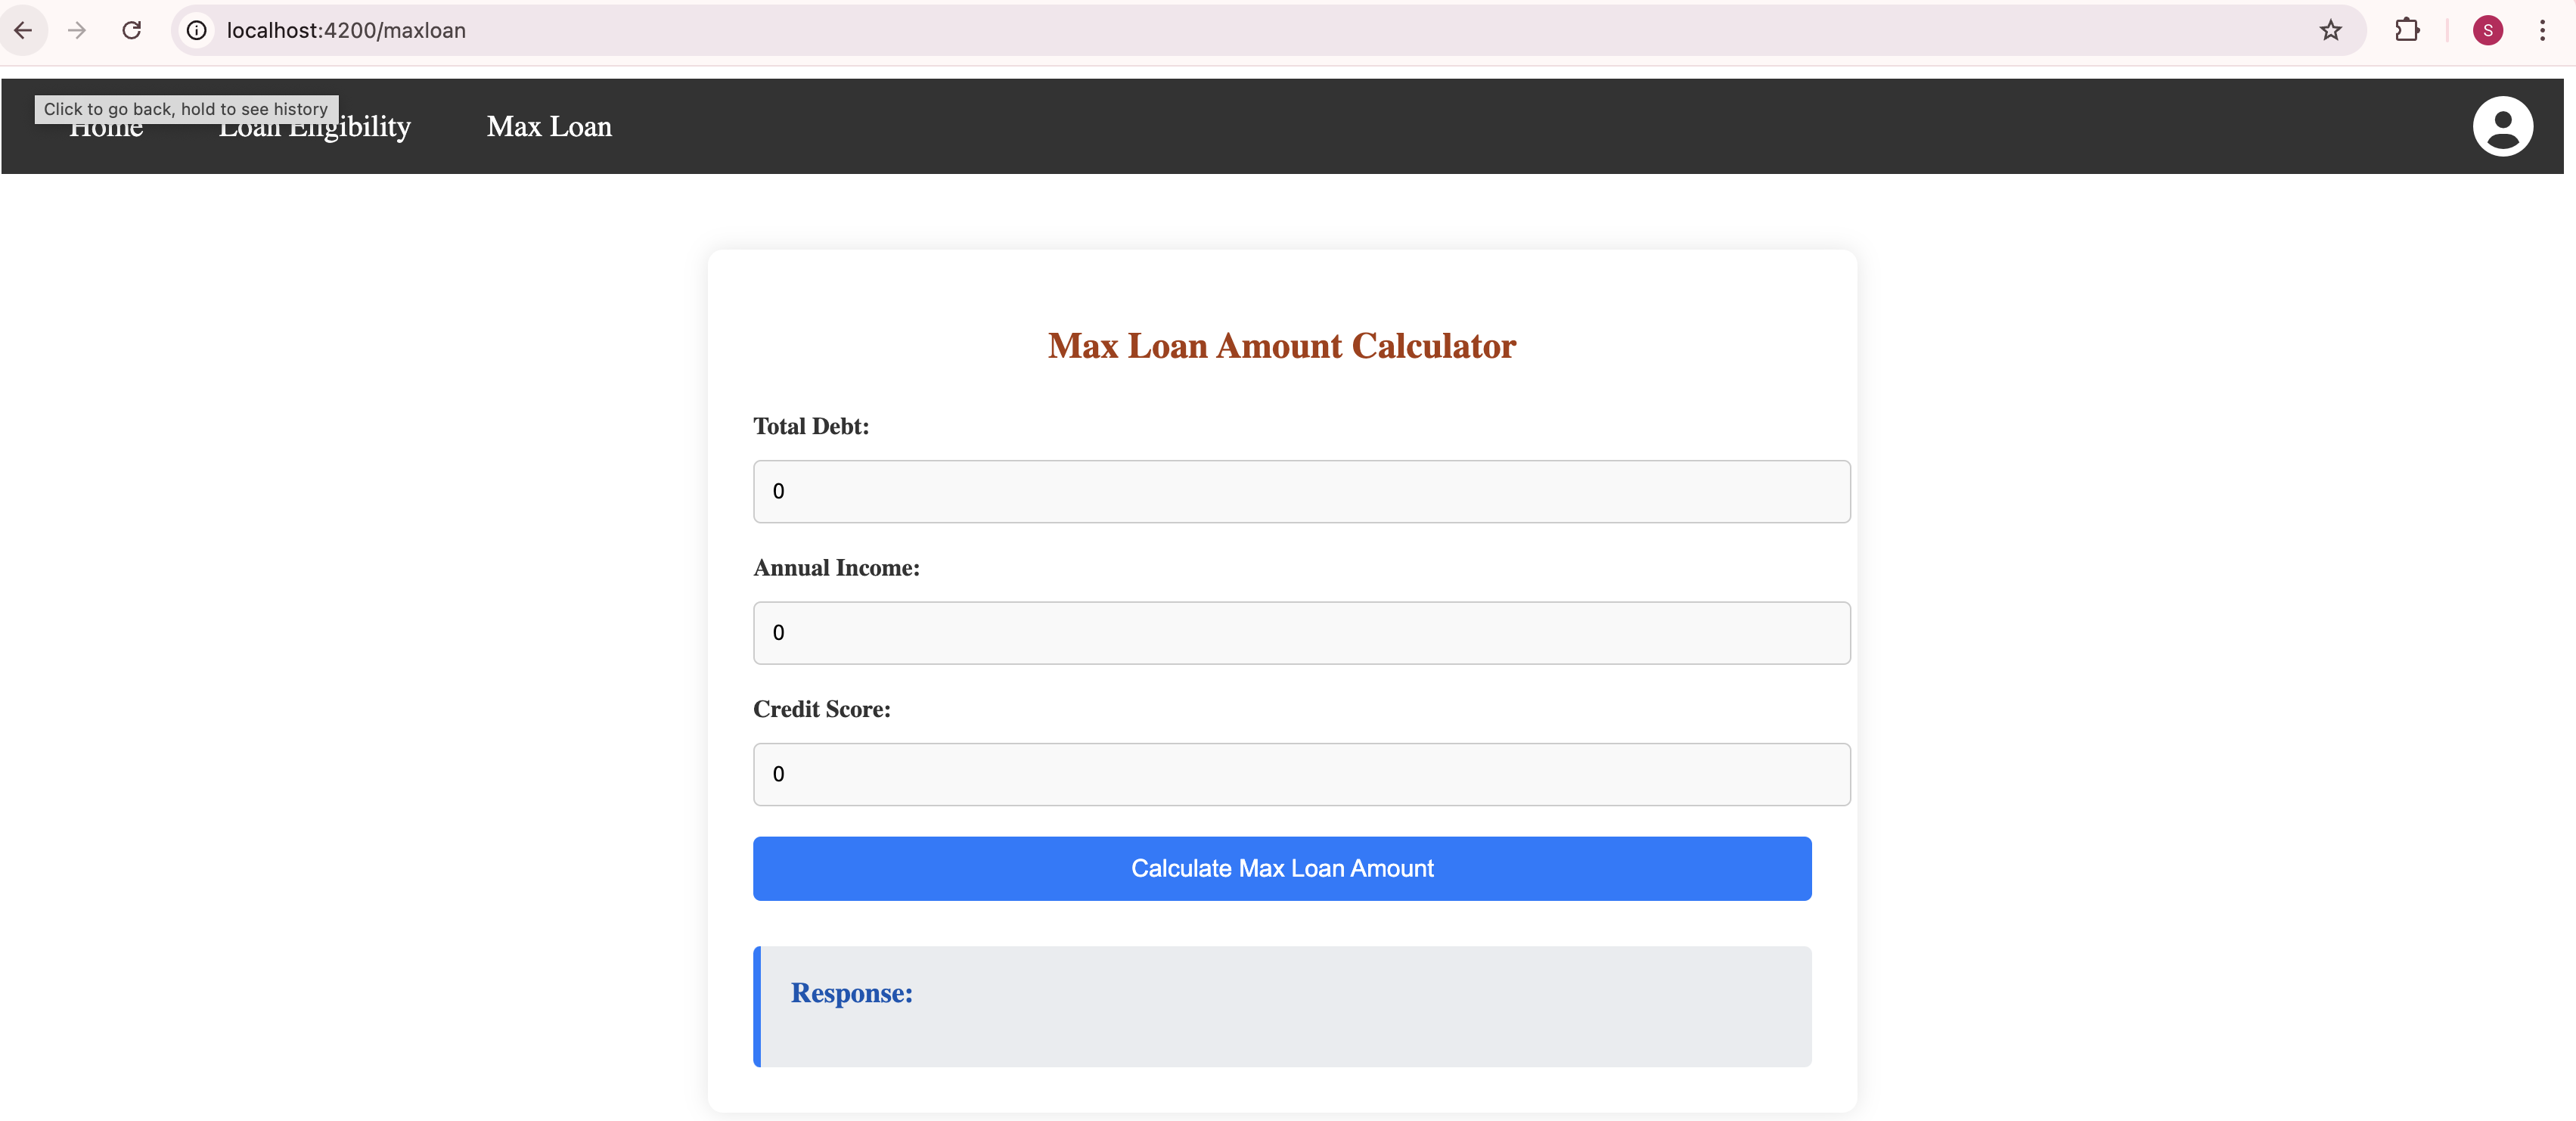 localhost:4200/maxloan
S
Click to go back, hold to see history
Home Loan Eligibility Max Loan
Max Loan Amount Calculator
Total Debt:
0
Annual Income:
0
Credit Score:
0
Calculate Max Loan Amount
Response: